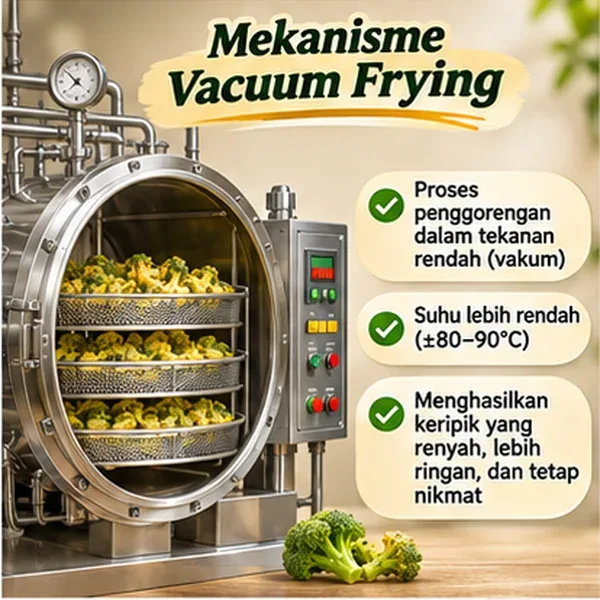 Mekanisme
Vacuum Frying
Proses
penggorengan
dalam tekanan
rendah (vakum)
Suhu lebih rendah
(±80–90°C)
Menghasilkan
keripik yang
renyah, lebih
ringan, dan tetap
nikmat